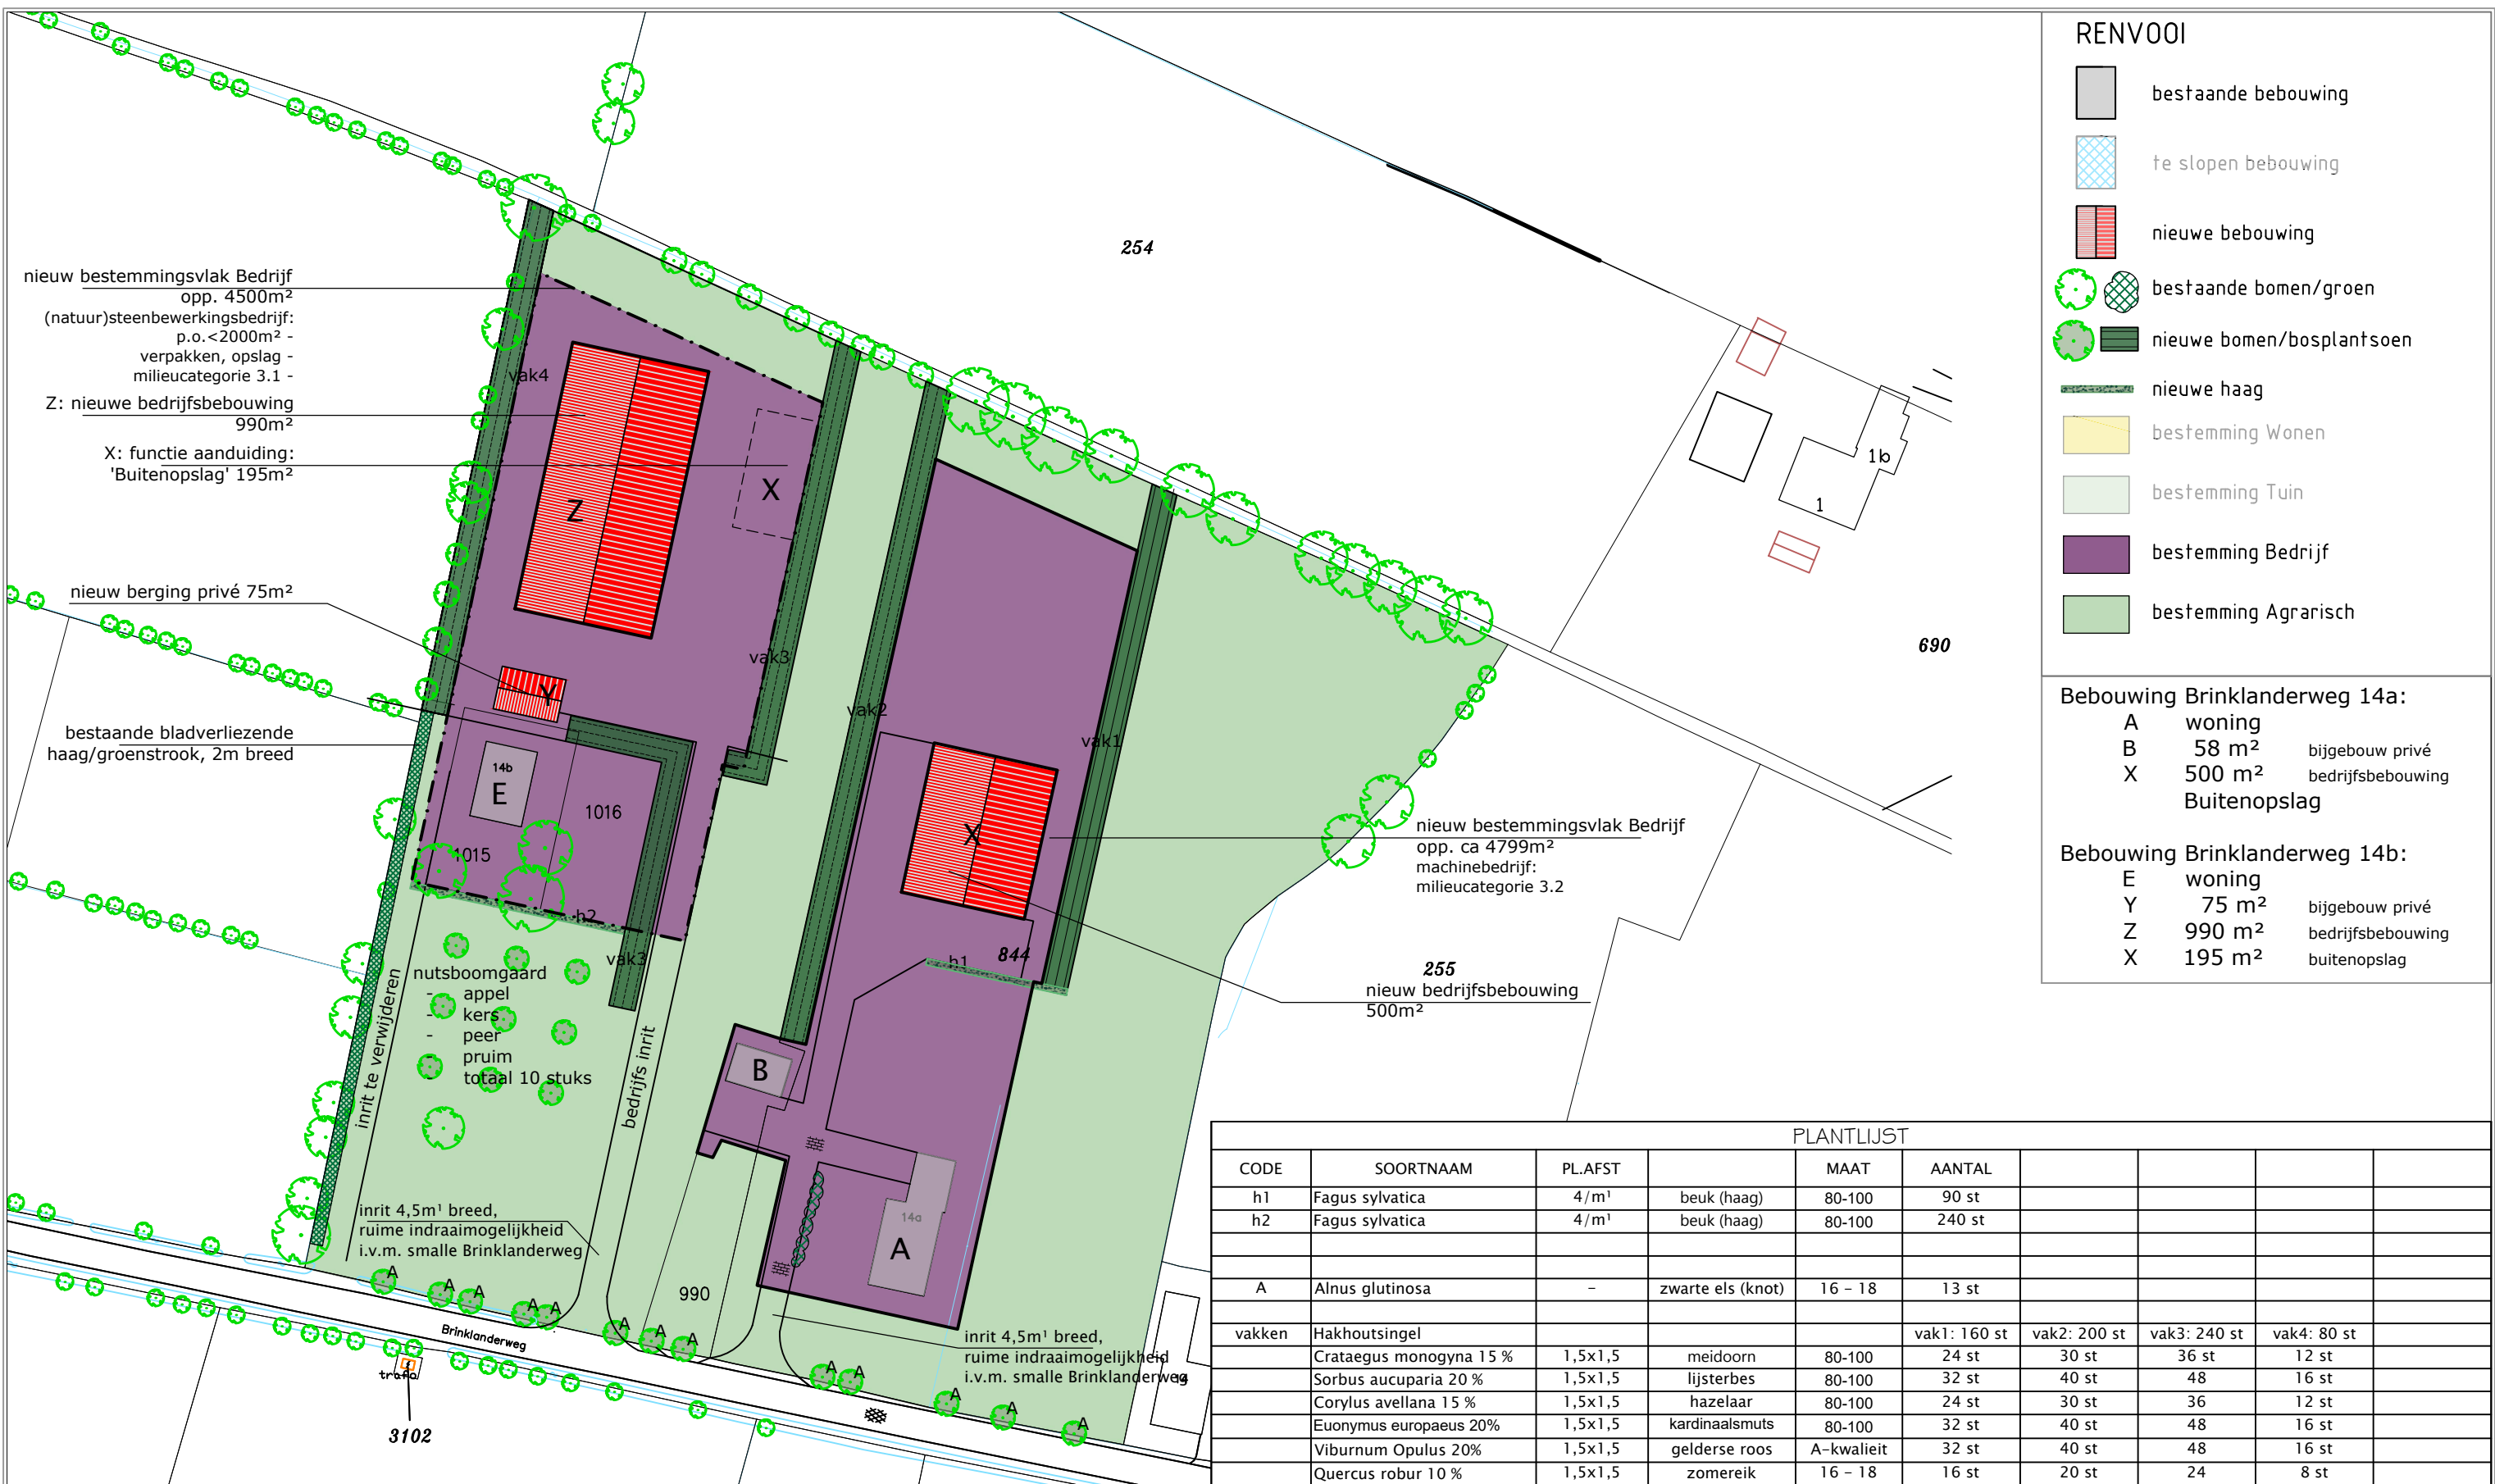 RENVOOI
bestaande bebouwing
te slopen bebouwing
nieuwe bebouwing
bestaande bomen/groen
nieuwe bomen/bosplantsoen
nieuwe haag
bestemming Wonen
bestemming Tuin
bestemming Bedrijf
bestemming Agrarisch
Bebouwing Brinklanderweg 14a:
A woning
B 58 m² bijgebouw privé
X 500 m² bedrijfsbebouwing
Buitenopslag
Bebouwing Brinklanderweg 14b:
E woning
Y 75 m² bijgebouw privé
Z 990 m² bedrijfsbebouwing
X 195 m² buitenopslag
nieuw bestemmingsvlak Bedrijf
opp. 4500m²
(natuur)steenbewerkingsbedrijf:
p.o.<2000m² -
verpakken, opslag -
milieucategorie 3.1 -
Z: nieuwe bedrijfsbebouwing
990m²
X: functie aanduiding:
'Buitenopslag' 195m²
nieuw berging privé 75m²
bestaande bladverliezende
haag/groenstrook, 2m breed
254
690
1b
1
vak4
Z
X
vak3
Y
vak2
vak1
14b
E
1016
1015
h2
vak3
X
h1
844
nieuw bestemmingsvlak Bedrijf
opp. ca 4799m²
machinebedrijf:
milieucategorie 3.2
255
nieuw bedrijfsbebouwing
500m²
nutsboomgaard
- appel
- kers
- peer
- pruim
- totaal 10 stuks
inrit te verwijderen
bedrijfs inrit
B
14a
A
990
inrit 4,5m¹ breed,
ruime indraaimogelijkheid
i.v.m. smalle Brinklanderweg
inrit 4,5m¹ breed,
ruime indraaimogelijkheid
i.v.m. smalle Brinklanderweg
A
A
A
A
A
A
A
A
A
A
A
A
A
Brinklanderweg
trafo
3102
PLANTLIJST
CODE SOORTNAAM PL.AFST MAAT AANTAL
h1 Fagus sylvatica 4/m¹ beuk (haag) 80-100 90 st
h2 Fagus sylvatica 4/m¹ beuk (haag) 80-100 240 st
A Alnus glutinosa – zwarte els (knot) 16 – 18 13 st
vakken Hakhoutsingel vak1: 160 st vak2: 200 st vak3: 240 st vak4: 80 st
Crataegus monogyna 15 % 1,5x1,5 meidoorn 80-100 24 st 30 st 36 st 12 st
Sorbus aucuparia 20 % 1,5x1,5 lijsterbes 80-100 32 st 40 st 48 16 st
Corylus avellana 15 % 1,5x1,5 hazelaar 80-100 24 st 30 st 36 12 st
Euonymus europaeus 20% 1,5x1,5 kardinaalsmuts 80-100 32 st 40 st 48 16 st
Viburnum Opulus 20% 1,5x1,5 gelderse roos A-kwalieit 32 st 40 st 48 16 st
Quercus robur 10 % 1,5x1,5 zomereik 16 – 18 16 st 20 st 24 8 st